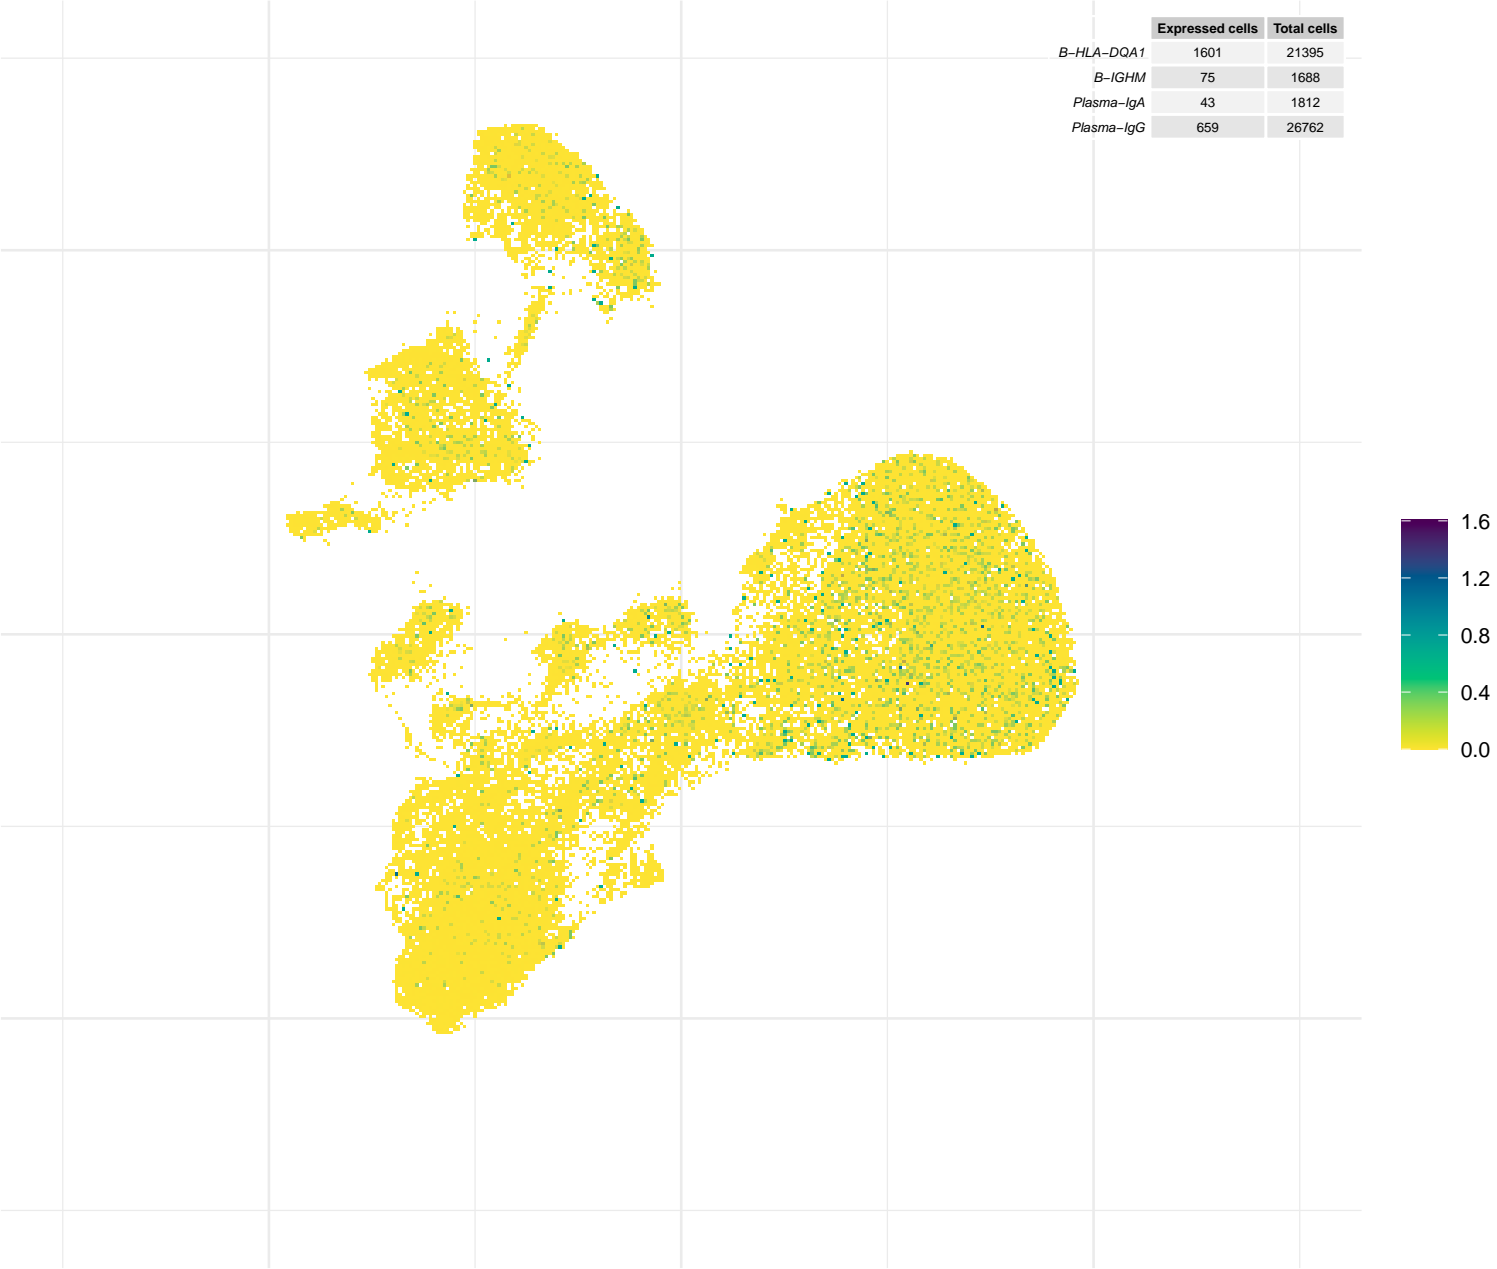 Expressed cells Total cells
B−HLA−DQA1 1601 21395
B−IGHM 75 1688
Plasma−IgA 43 1812
Plasma−IgG 659 26762
1.6
1.2
0.8
0.4
0.0